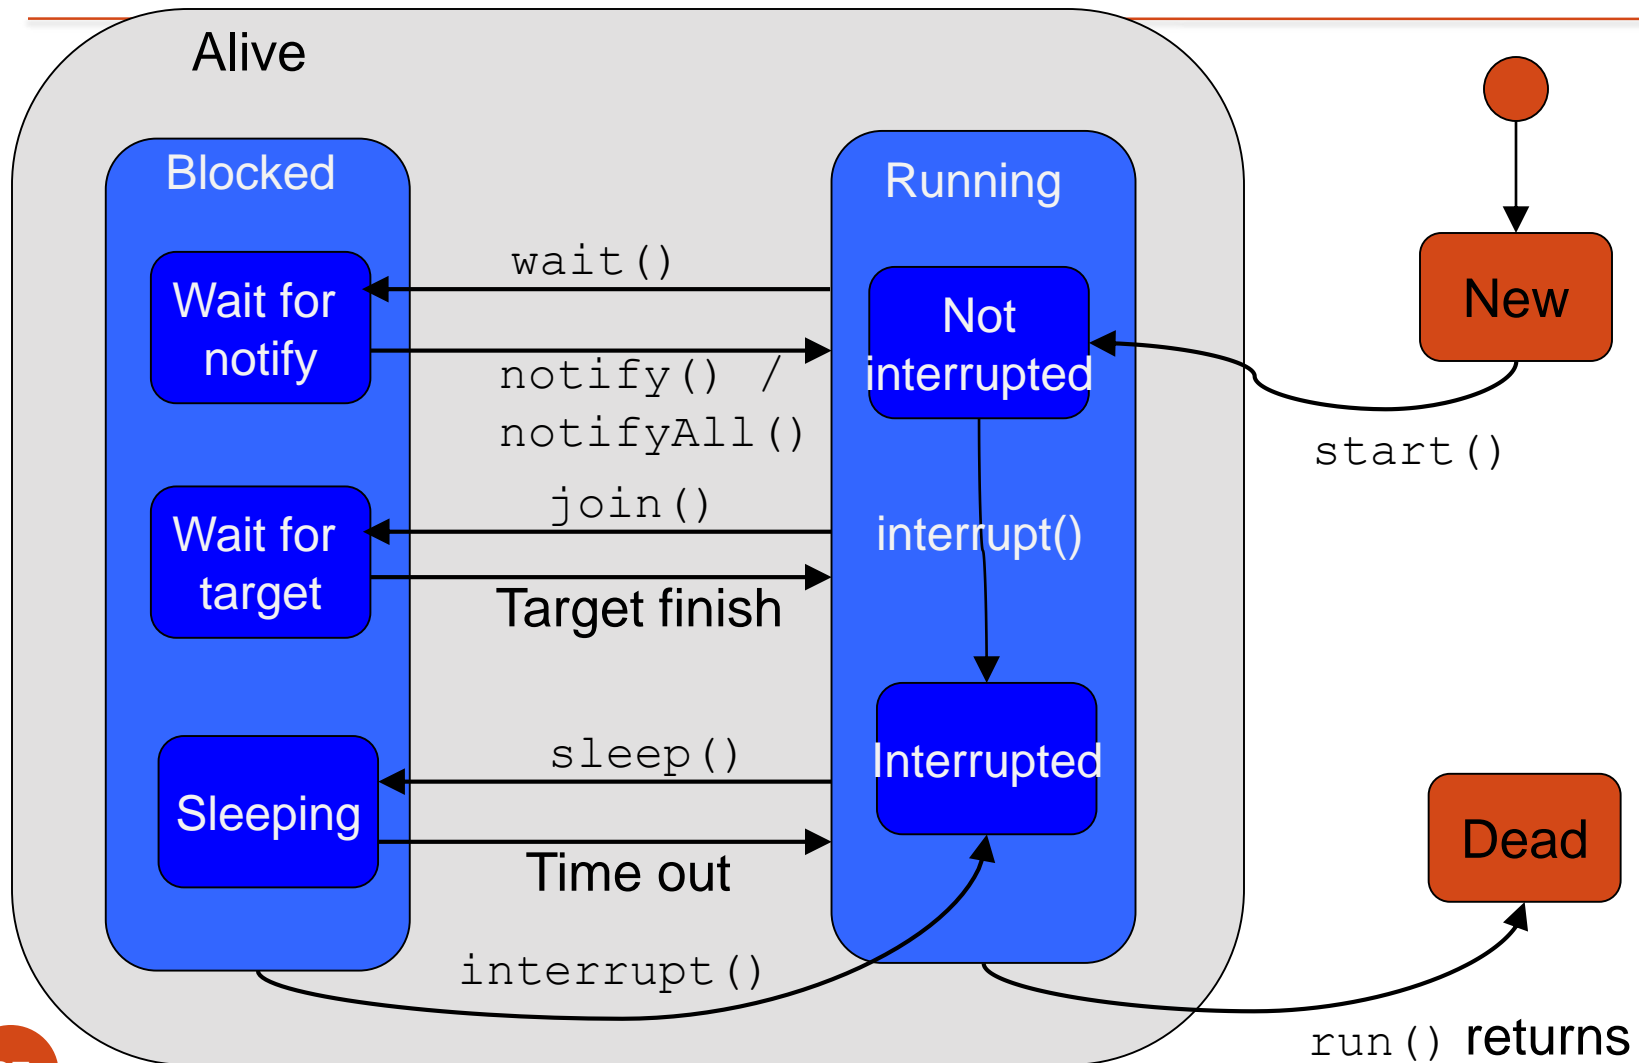 Alive
Blocked
Running
Wait for
notify
wait()
notify() /
notifyAll()
Not
interrupted
New
start()
Wait for
target
join()
Target finish
interrupt()
Sleeping
sleep()
Time out
Interrupted
Dead
interrupt()
run() returns